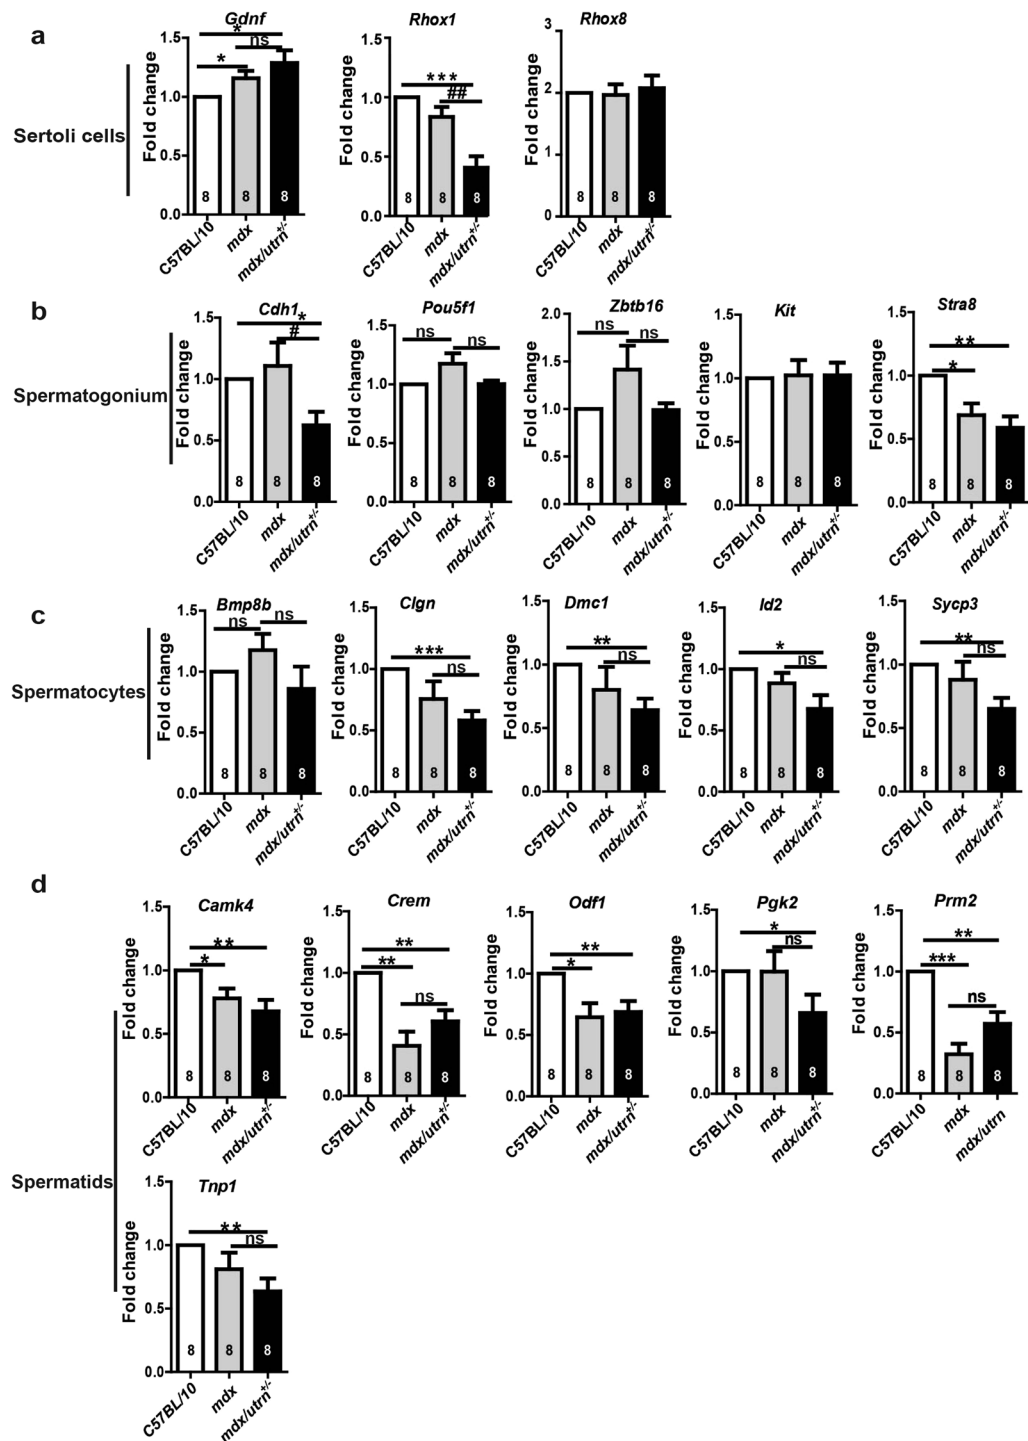 a
Sertoli cells
Gdnf
Fold change
1.5
1.0
0.5
0.0
*
ns
*
8
8
8
C57BL/10
mdx
mdx/utrn+/-
Rhox1
Fold change
1.5
1.0
0.5
0.0
***
##
8
8
8
C57BL/10
mdx
mdx/utrn+/-
Rhox8
Fold change
3
2
1
0
8
8
8
C57BL/10
mdx
mdx/utrn+/-
b
Spermatogonium
Cdh1
Fold change
1.5
1.0
0.5
0.0
*
#
8
8
8
C57BL/10
mdx
mdx/utrn+/-
Pou5f1
Fold change
1.5
1.0
0.5
0.0
ns
ns
8
8
8
C57BL/10
mdx
mdx/utrn+/-
Zbtb16
Fold change
2.0
1.5
1.0
0.5
0.0
ns
ns
8
8
8
C57BL/10
mdx
mdx/utrn+/-
Kit
Fold change
1.5
1.0
0.5
0.0
8
8
8
C57BL/10
mdx
mdx/utrn+/-
Stra8
Fold change
1.5
1.0
0.5
0.0
**
*
8
8
8
C57BL/10
mdx
mdx/utrn+/-
c
Spermatocytes
Bmp8b
Fold change
1.5
1.0
0.5
0.0
ns
ns
8
8
8
C57BL/10
mdx
mdx/utrn+/-
Clgn
Fold change
1.5
1.0
0.5
0.0
***
ns
8
8
8
C57BL/10
mdx
mdx/utrn+/-
Dmc1
Fold change
1.5
1.0
0.5
0.0
**
ns
8
8
8
C57BL/10
mdx
mdx/utrn+/-
Id2
Fold change
1.5
1.0
0.5
0.0
*
ns
8
8
8
C57BL/10
mdx
mdx/utrn+/-
Sycp3
Fold change
1.5
1.0
0.5
0.0
**
ns
8
8
8
C57BL/10
mdx
mdx/utrn+/-
d
Spermatids
Camk4
Fold change
1.5
1.0
0.5
0.0
**
*
8
8
8
C57BL/10
mdx
mdx/utrn+/-
Crem
Fold change
1.5
1.0
0.5
0.0
**
**
ns
8
8
8
C57BL/10
mdx
mdx/utrn+/-
Odf1
Fold change
1.5
1.0
0.5
0.0
**
*
8
8
8
C57BL/10
mdx
mdx/utrn+/-
Pgk2
Fold change
1.5
1.0
0.5
0.0
*
ns
8
8
8
C57BL/10
mdx
mdx/utrn+/-
Prm2
Fold change
1.5
1.0
0.5
0.0
**
***
ns
8
8
8
C57BL/10
mdx
mdx/utrn
Tnp1
Fold change
1.5
1.0
0.5
0.0
**
ns
8
8
8
C57BL/10
mdx
mdx/utrn+/-